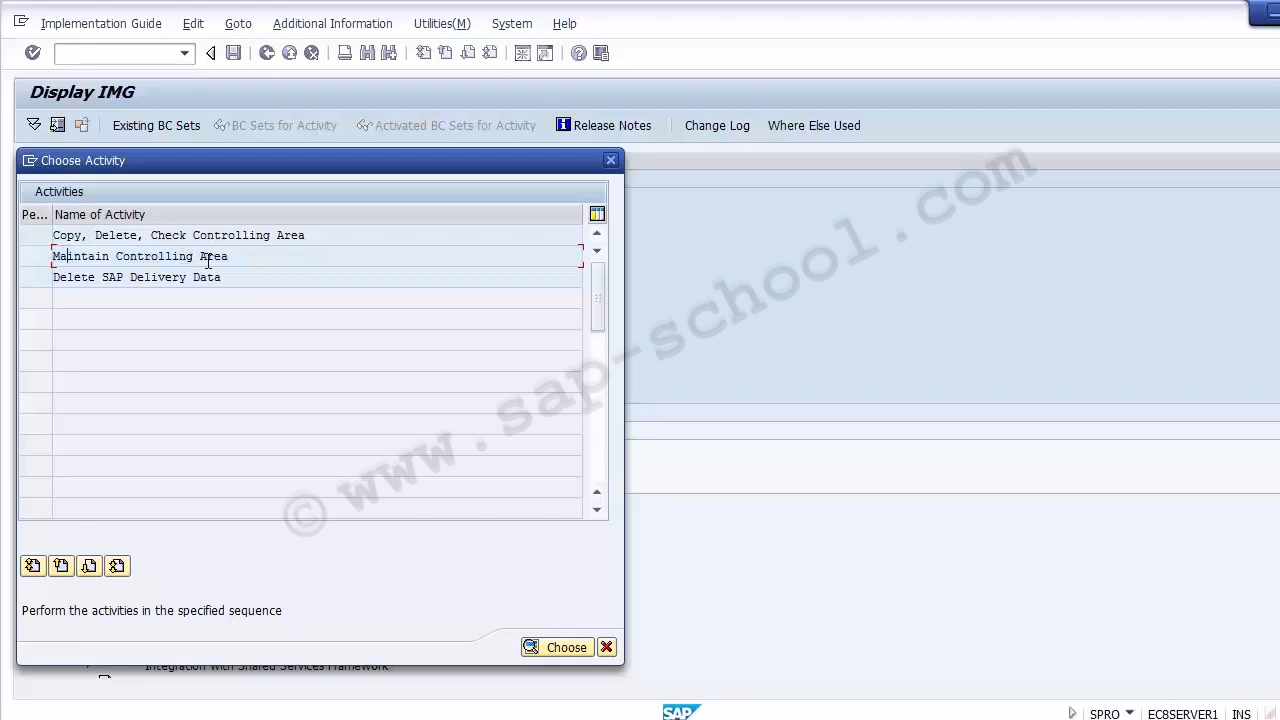 Implementation Guide Edit Goto Additional Information Utilities(M) System Help
Display IMG
Existing BC Sets BC Sets for Activity Activated BC Sets for Activity Release Notes Change Log Where Else Used
Choose Activity
Activities
Pe... Name of Activity
Copy, Delete, Check Controlling Area
Maintain Controlling Area
Delete SAP Delivery Data
© www.sap-school.com
Perform the activities in the specified sequence
Choose
Integration with Shared Services Framework
SAP SPRO EC8SERVER1 INS